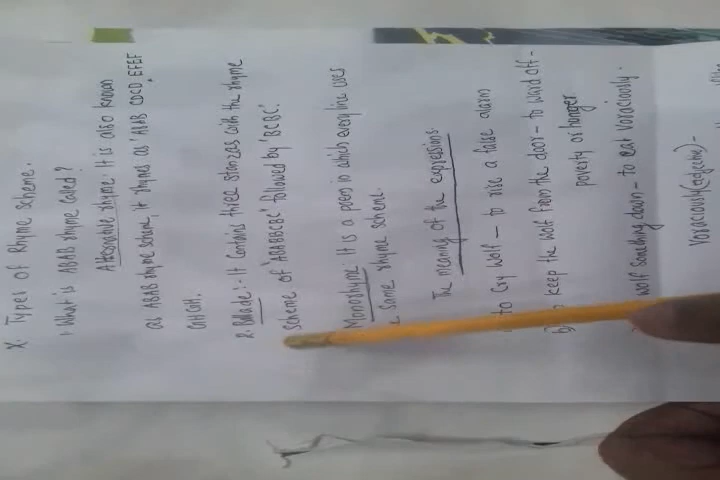 X. Types of Rhyme scheme.
1. What is ABAB rhyme called?
Alternative rhyme: It is also known
as ABAB rhyme scheme, it rhymes as 'ABAB CDCD EFEF
GHGH.
2. Ballade:- It contains three stanzas with the rhyme
scheme of 'ABABBCBC' followed by 'BCBC'.
Monorhyme: It is a poem in which every line uses
Same rhyme scheme.
The meaning of the expressions.
to Cry Wolf – to rise a false alarm
b) keep the wolf from the door – to ward off -
poverty or hunger
wolf something down – to eat voraciously.
Voraciously(adjective) -